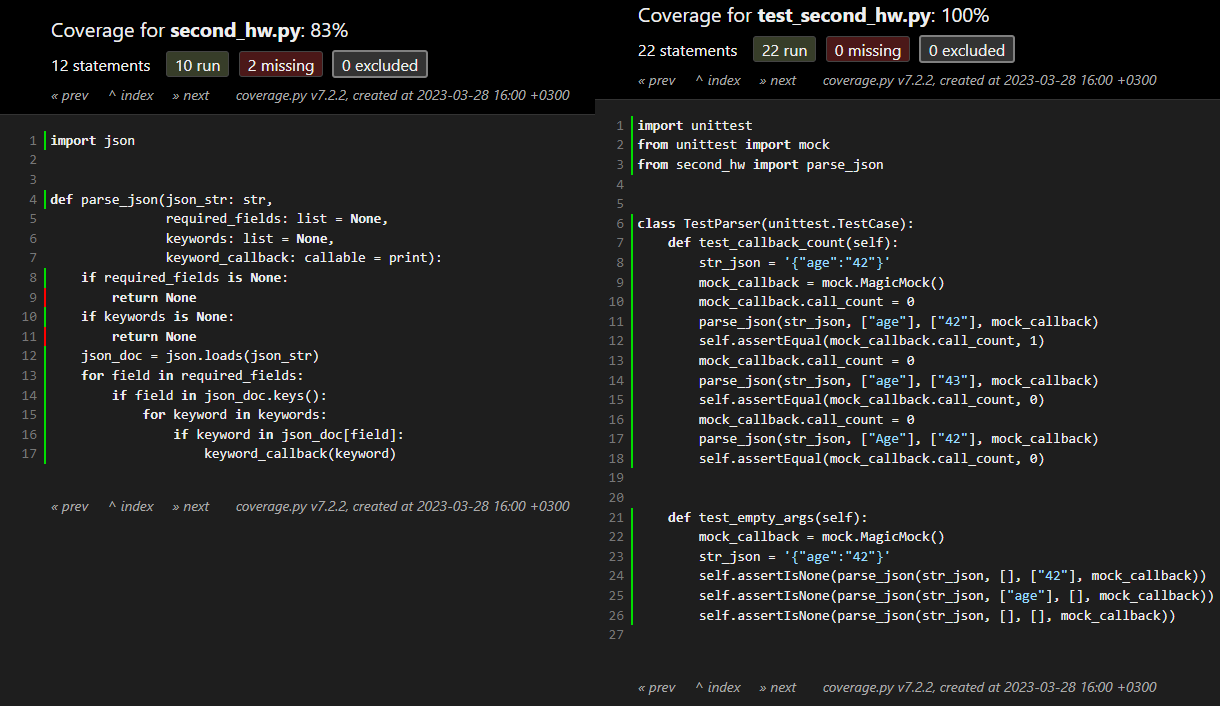 Coverage for second_hw.py: 83%
12 statements 10 run 2 missing 0 excluded
« prev ^ index » next coverage.py v7.2.2, created at 2023-03-28 16:00 +0300
1 import json
2
3
4 def parse_json(json_str: str,
5 required_fields: list = None,
6 keywords: list = None,
7 keyword_callback: callable = print):
8 if required_fields is None:
9 return None
10 if keywords is None:
11 return None
12 json_doc = json.loads(json_str)
13 for field in required_fields:
14 if field in json_doc.keys():
15 for keyword in keywords:
16 if keyword in json_doc[field]:
17 keyword_callback(keyword)
« prev ^ index » next coverage.py v7.2.2, created at 2023-03-28 16:00 +0300
Coverage for test_second_hw.py: 100%
22 statements 22 run 0 missing 0 excluded
« prev ^ index » next coverage.py v7.2.2, created at 2023-03-28 16:00 +0300
1 import unittest
2 from unittest import mock
3 from second_hw import parse_json
4
5
6 class TestParser(unittest.TestCase):
7 def test_callback_count(self):
8 str_json = '{"age":"42"}'
9 mock_callback = mock.MagicMock()
10 mock_callback.call_count = 0
11 parse_json(str_json, ["age"], ["42"], mock_callback)
12 self.assertEqual(mock_callback.call_count, 1)
13 mock_callback.call_count = 0
14 parse_json(str_json, ["age"], ["43"], mock_callback)
15 self.assertEqual(mock_callback.call_count, 0)
16 mock_callback.call_count = 0
17 parse_json(str_json, ["Age"], ["42"], mock_callback)
18 self.assertEqual(mock_callback.call_count, 0)
19
20
21 def test_empty_args(self):
22 mock_callback = mock.MagicMock()
23 str_json = '{"age":"42"}'
24 self.assertIsNone(parse_json(str_json, [], ["42"], mock_callback))
25 self.assertIsNone(parse_json(str_json, ["age"], [], mock_callback))
26 self.assertIsNone(parse_json(str_json, [], [], mock_callback))
27
« prev ^ index » next coverage.py v7.2.2, created at 2023-03-28 16:00 +0300